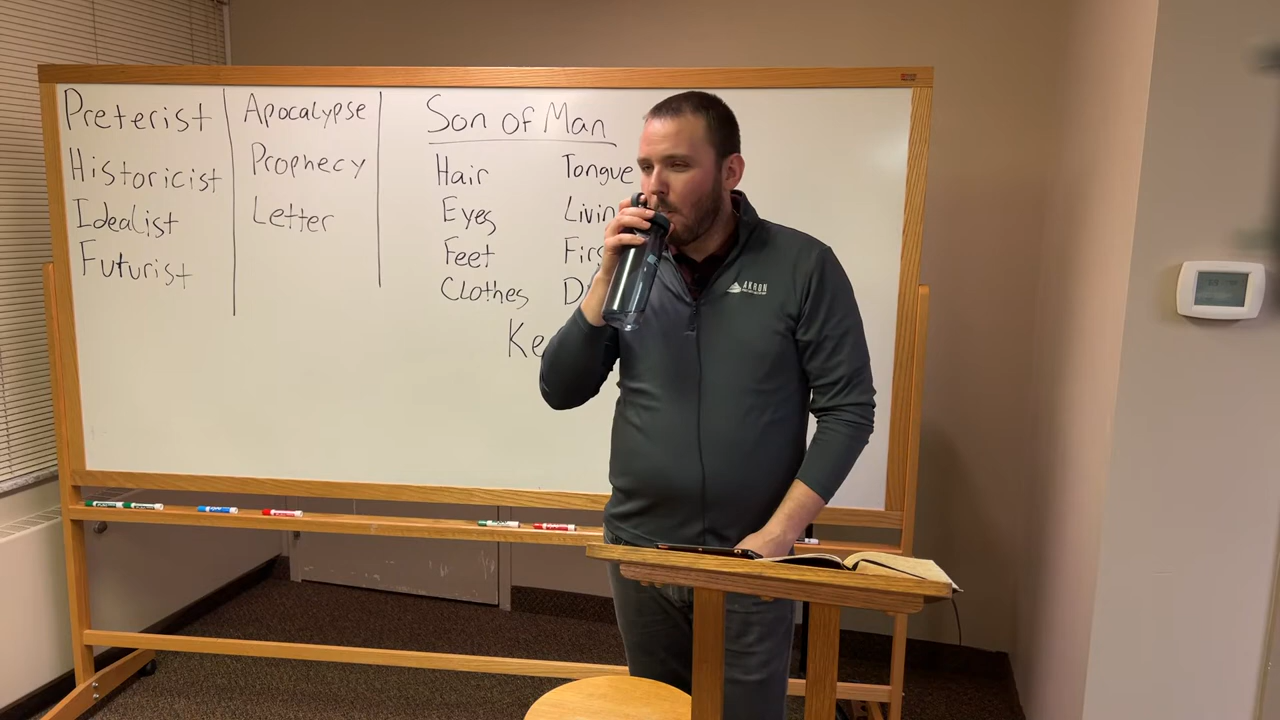 Preterist
Historicist
Idealist
Futurist
Apocalypse
Prophecy
Letter
Son of Man
Hair
Eyes
Feet
Clothes
Tongue
AKRON